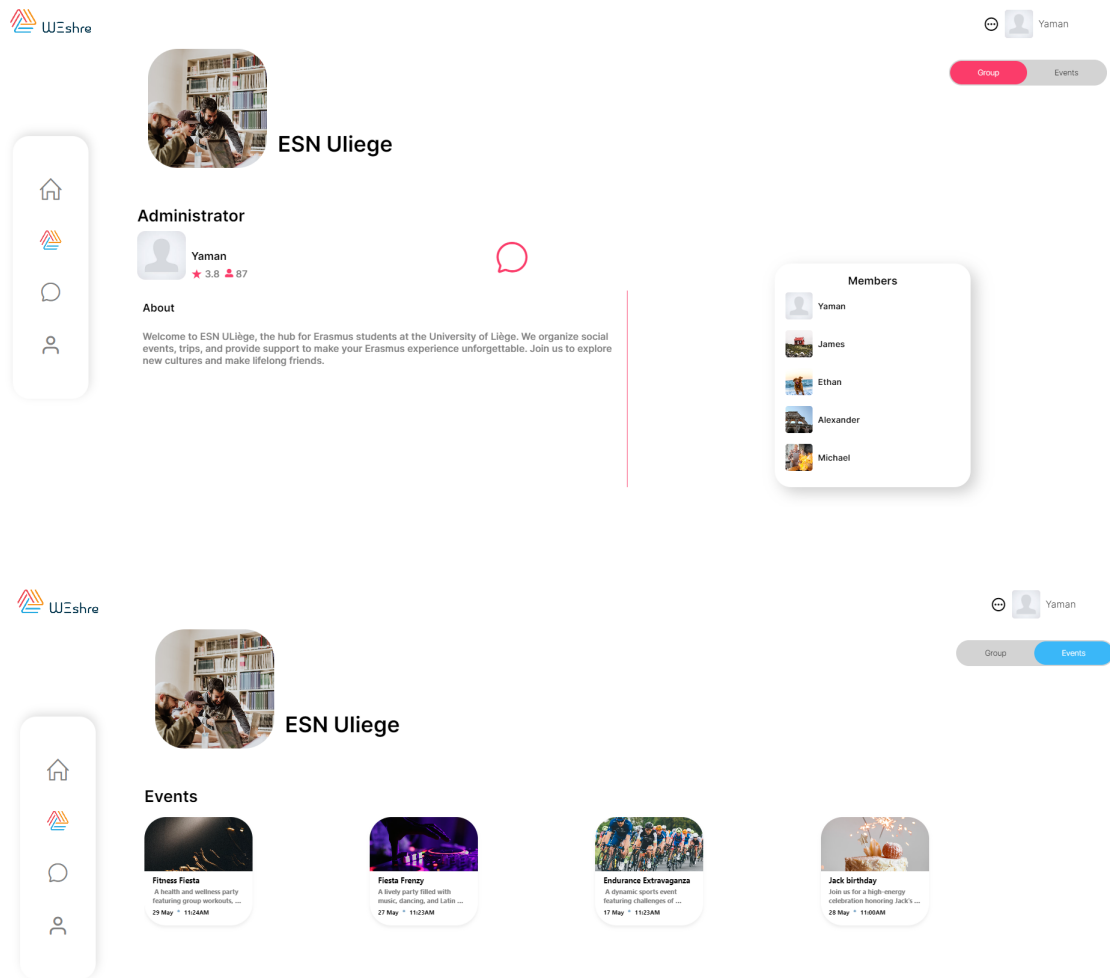 WEshre
Yaman
Group Events
ESN Uliege
Administrator
Yaman
3.8 87
About
Welcome to ESN ULiège, the hub for Erasmus students at the University of Liège. We organize social
events, trips, and provide support to make your Erasmus experience unforgettable. Join us to explore
new cultures and make lifelong friends.
Members
Yaman
James
Ethan
Alexander
Michael
WEshre
Yaman
Group Events
ESN Uliege
Events
Fitness Fiesta
A health and wellness party
featuring group workouts, ...
29 May * 11:24AM
Fiesta Frenzy
A lively party filled with
music, dancing, and Latin ...
27 May * 11:23AM
Endurance Extravaganza
A dynamic sports event
featuring challenges of ...
17 May * 11:23AM
Jack birthday
Join us for a high-energy
celebration honoring Jack's ...
28 May * 11:00AM